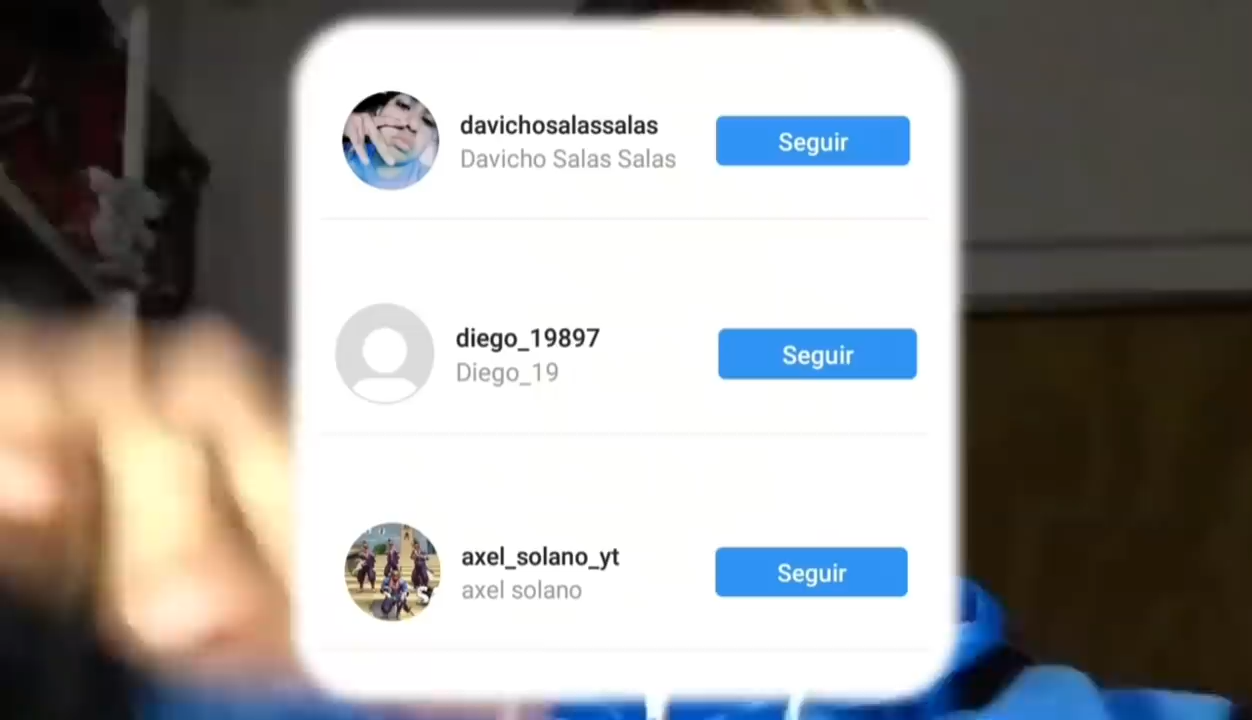 davichosalassalas
Davicho Salas Salas
Seguir
diego_19897
Diego_19
Seguir
axel_solano_yt
axel solano
Seguir